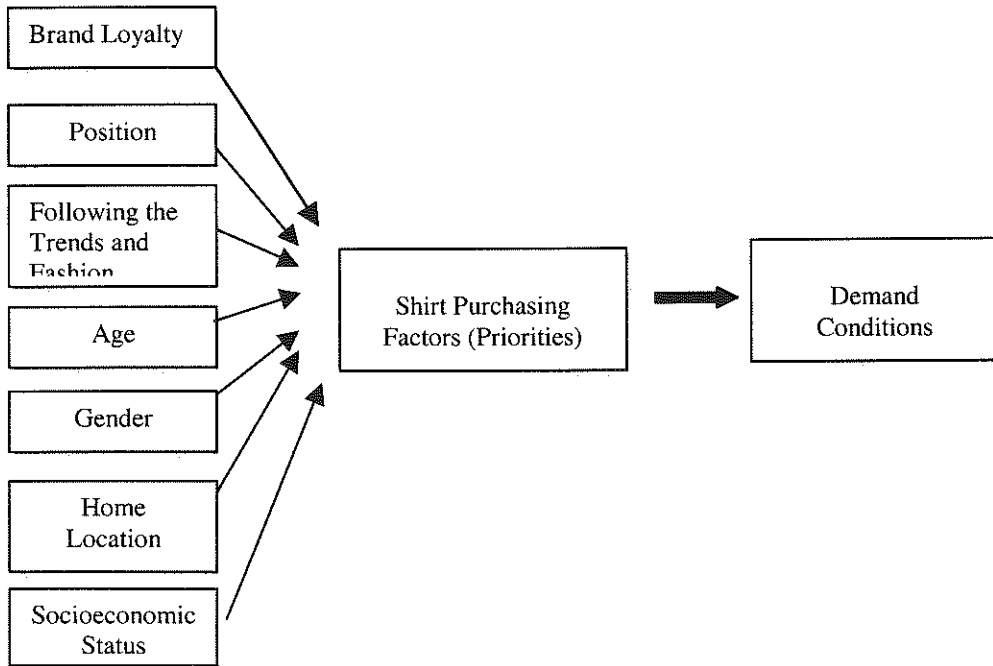 Brand Loyalty
Position
Following the
Trends and
Fashion
Age
Gender
Home
Location
Socioeconomic
Status
Shirt Purchasing
Factors (Priorities)
Demand
Conditions